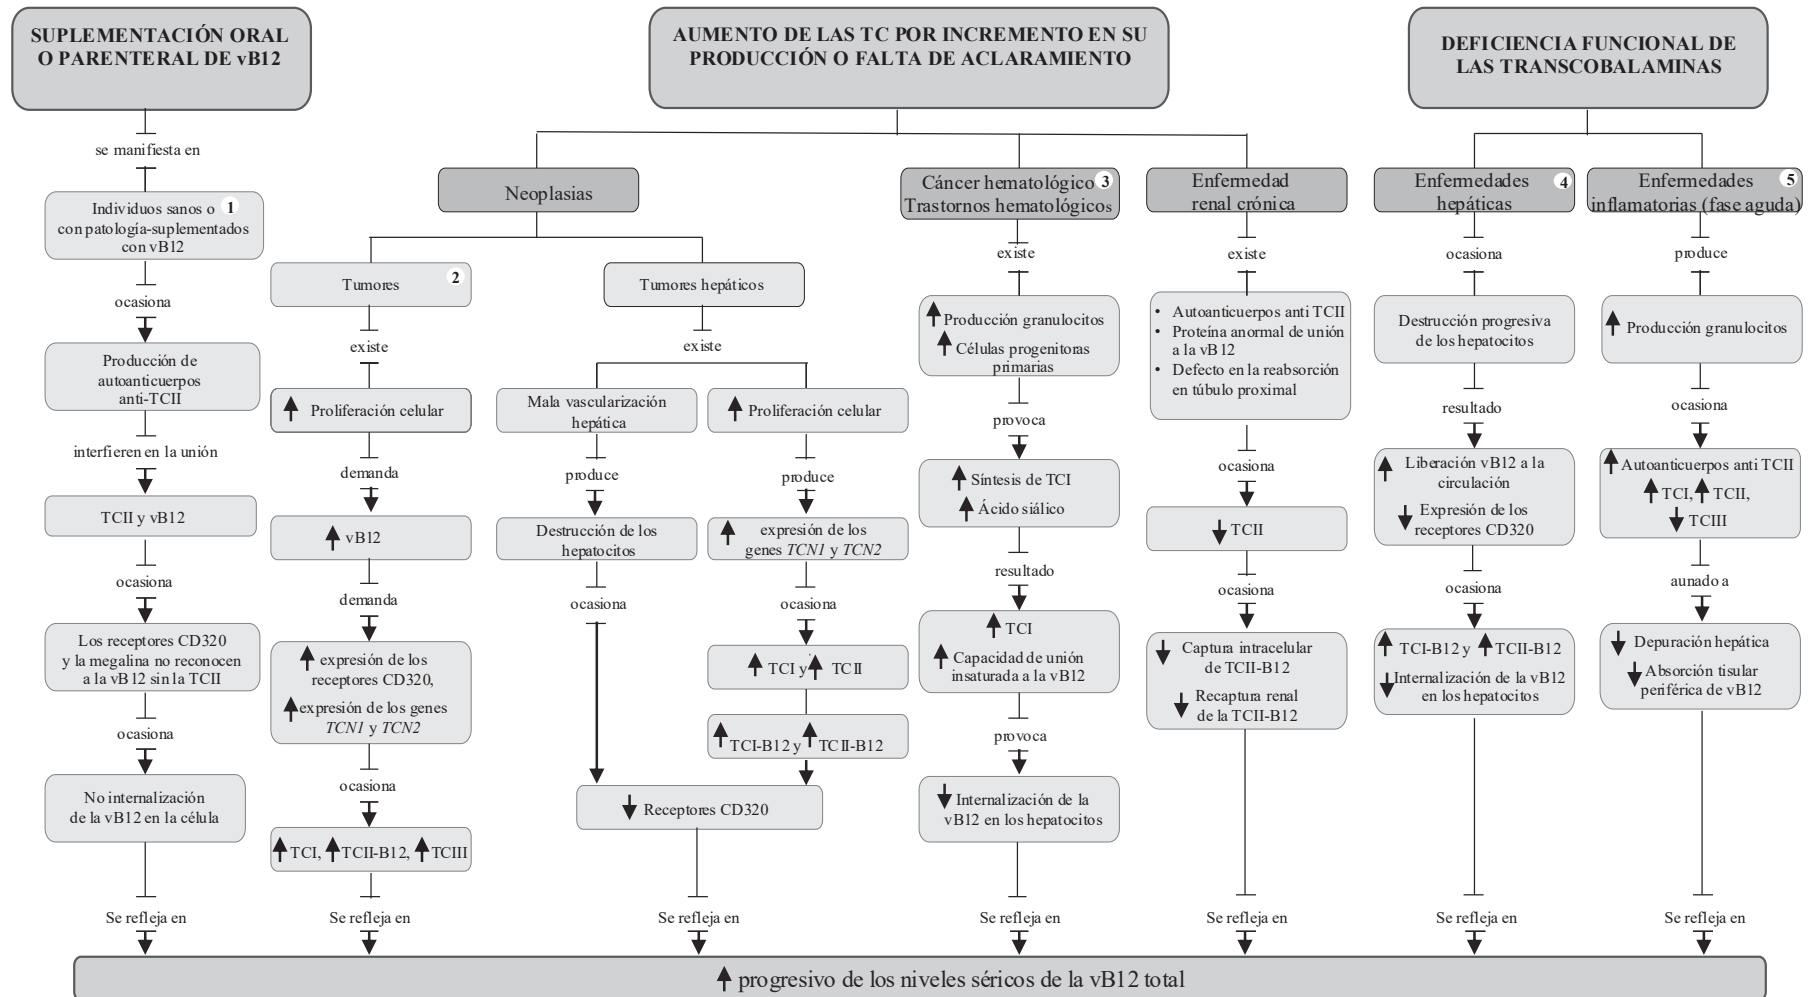 SUPLEMENTACIÓN ORAL
O PARENTERAL DE vB12
se manifiesta en
Individuos sanos o 1
con patología-suplementados
con vB12
ocasiona
Producción de
autoanticuerpos
anti-TCII
interfieren en la unión
TCII y vB12
ocasiona
Los receptores CD320
y la megalina no reconocen
a la vB12 sin la TCII
ocasiona
No internalización
de la vB12 en la célula
Se refleja en
AUMENTO DE LAS TC POR INCREMENTO EN SU
PRODUCCIÓN O FALTA DE ACLARAMIENTO
Neoplasias
Tumores 2
existe
↑ Proliferación celular
demanda
↑ vB12
demanda
↑ expresión de los
receptores CD320,
↑ expresión de los genes
TCN1 y TCN2
ocasiona
↑ TCI, ↑ TCII-B12, ↑ TCIII
Se refleja en
Tumores hepáticos
existe
Mala vascularización
hepática
produce
Destrucción de los
hepatocitos
ocasiona
↑ Proliferación celular
produce
↑ expresión de los
genes TCN1 y TCN2
ocasiona
↑ TCI y ↑ TCII
↑ TCI-B12 y ↑ TCII-B12
↓ Receptores CD320
Se refleja en
Cáncer hematológico 3
Trastornos hematológicos
existe
↑ Producción granulocitos
↑ Células progenitoras
primarias
provoca
↑ Síntesis de TCI
↑ Ácido siálico
resultado
↑ TCI
↑ Capacidad de unión
insaturada a la vB12
provoca
↓ Internalización de la
vB12 en los hepatocitos
Se refleja en
Enfermedad
renal crónica
existe
• Autoanticuerpos anti TCII
• Proteína anormal de unión
a la vB12
• Defecto en la reabsorción
en túbulo proximal
ocasiona
↓ TCII
ocasiona
↓ Captura intracelular
de TCII-B12
↓ Recaptura renal
de la TCII-B12
Se refleja en
DEFICIENCIA FUNCIONAL DE
LAS TRANSCOBALAMINAS
Enfermedades 4
hepáticas
ocasiona
Destrucción progresiva
de los hepatocitos
resultado
↑ Liberación vB12 a la
circulación
↓ Expresión de los
receptores CD320
ocasiona
↑ TCI-B12 y ↑ TCII-B12
↓ Internalización de la vB12
en los hepatocitos
Se refleja en
Enfermedades 5
inflamatorias (fase aguda)
produce
↑ Producción granulocitos
ocasiona
↑ Autoanticuerpos anti TCII
↑ TCI, ↑ TCII,
↓ TCIII
aunado a
↓ Depuración hepática
↓ Absorción tisular
periférica de vB12
Se refleja en
↑ progresivo de los niveles séricos de la vB12 total